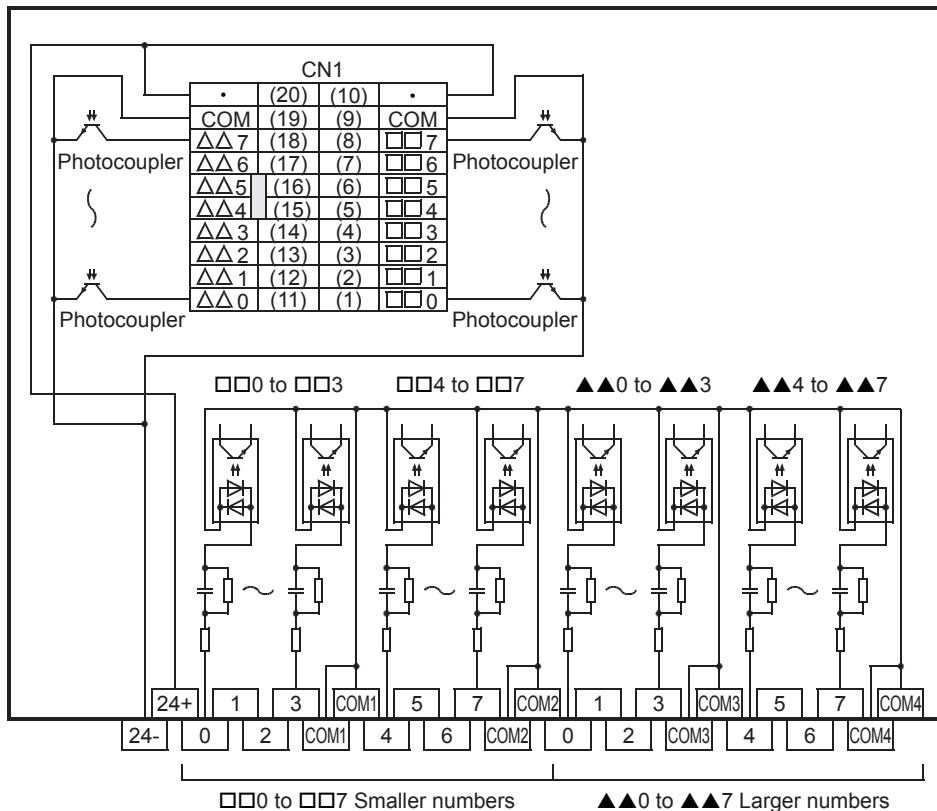 CN1
• (20) (10) •
COM (19) (9) COM
△△7 (18) (8) □□7
Photocoupler △△6 (17) (7) □□6 Photocoupler
△△5 (16) (6) □□5
△△4 (15) (5) □□4
△△3 (14) (4) □□3
△△2 (13) (3) □□2
△△1 (12) (2) □□1
△△0 (11) (1) □□0
Photocoupler Photocoupler
□□0 to □□3 □□4 to □□7 ▲▲0 to ▲▲3 ▲▲4 to ▲▲7
24+ 1 3 COM1 5 7 COM2 1 3 COM3 5 7 COM4
24- 0 2 COM1 4 6 COM2 0 2 COM3 4 6 COM4
□□0 to □□7 Smaller numbers ▲▲0 to ▲▲7 Larger numbers